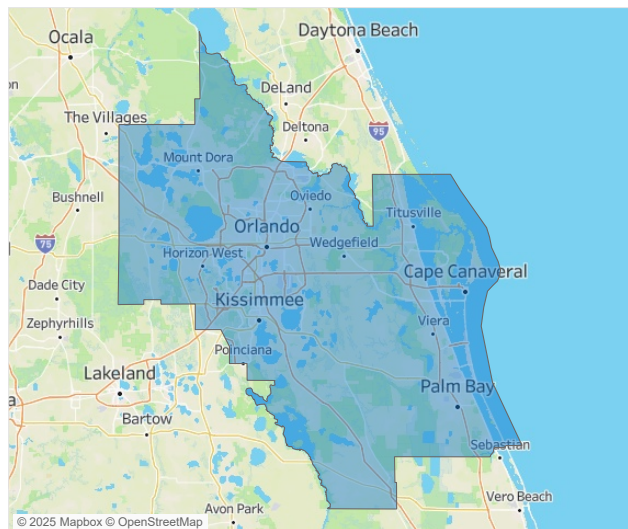 Daytona Beach
Ocala
DeLand
The Villages
95
Deltona
Mount Dora
Bushnell
Oviedo
Titusville
Orlando
75
Wedgefield
Horizon West
Cape Canaveral
Dade City
Kissimmee
Zephyrhills
Viera
Poinciana
Lakeland
Palm Bay
Bartow
Sebastian
Vero Beach
Avon Park
© 2025 Mapbox © OpenStreetMap